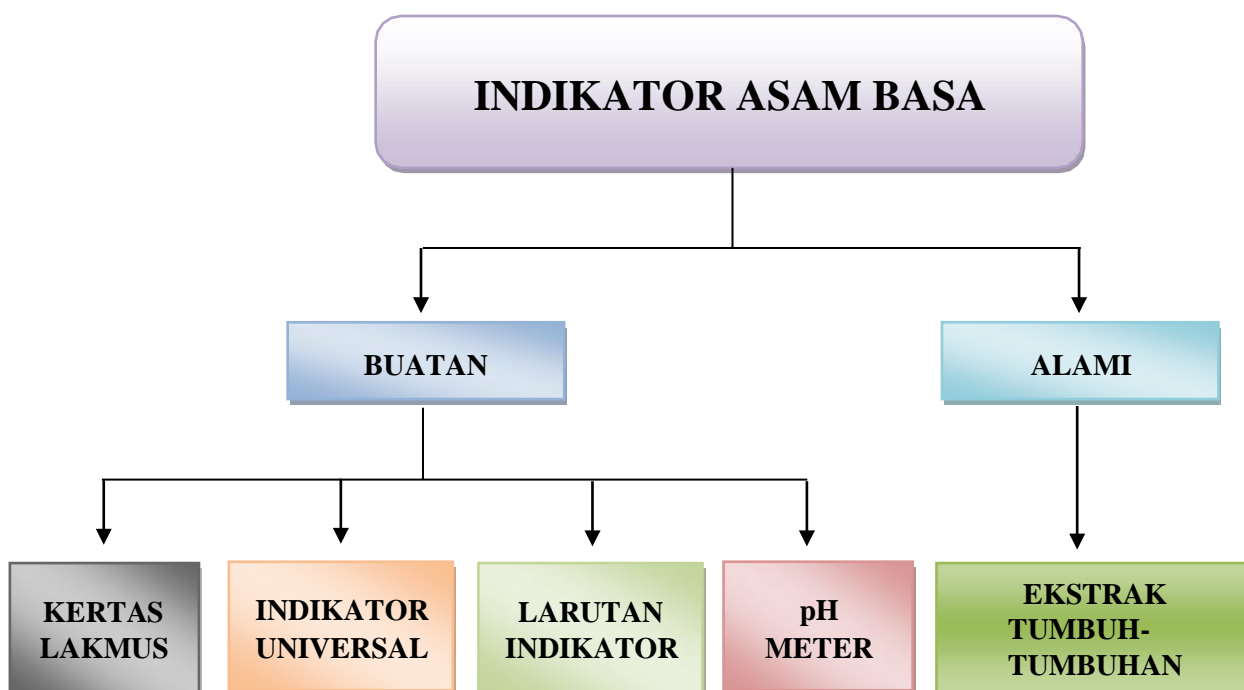 INDIKATOR ASAM BASA
BUATAN
ALAMI
KERTAS
LAKMUS
INDIKATOR
UNIVERSAL
LARUTAN
INDIKATOR
pH
METER
EKSTRAK
TUMBUH-
TUMBUHAN